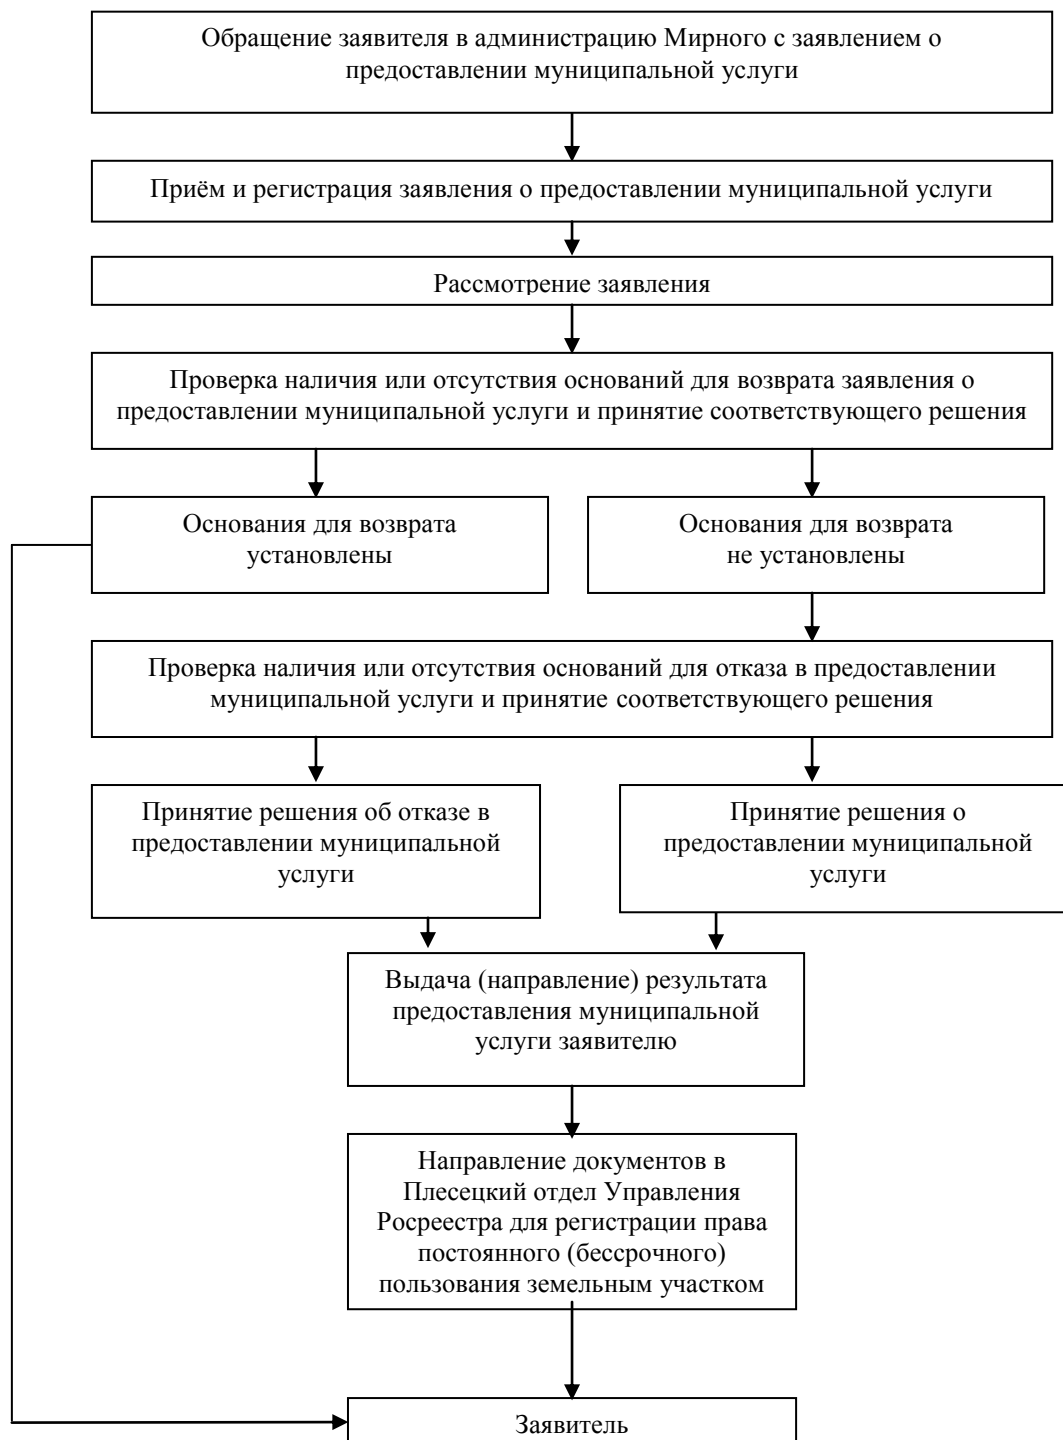 Обращение заявителя в администрацию Мирного с заявлением о
предоставлении муниципальной услуги
Приём и регистрация заявления о предоставлении муниципальной услуги
Рассмотрение заявления
Проверка наличия или отсутствия оснований для возврата заявления о
предоставлении муниципальной услуги и принятие соответствующего решения
Основания для возврата
установлены
Основания для возврата
не установлены
Проверка наличия или отсутствия оснований для отказа в предоставлении
муниципальной услуги и принятие соответствующего решения
Принятие решения об отказе в
предоставлении муниципальной
услуги
Принятие решения о
предоставлении муниципальной
услуги
Выдача (направление) результата
предоставления муниципальной
услуги заявителю
Направление документов в
Плесецкий отдел Управления
Росреестра для регистрации права
постоянного (бессрочного)
пользования земельным участком
Заявитель